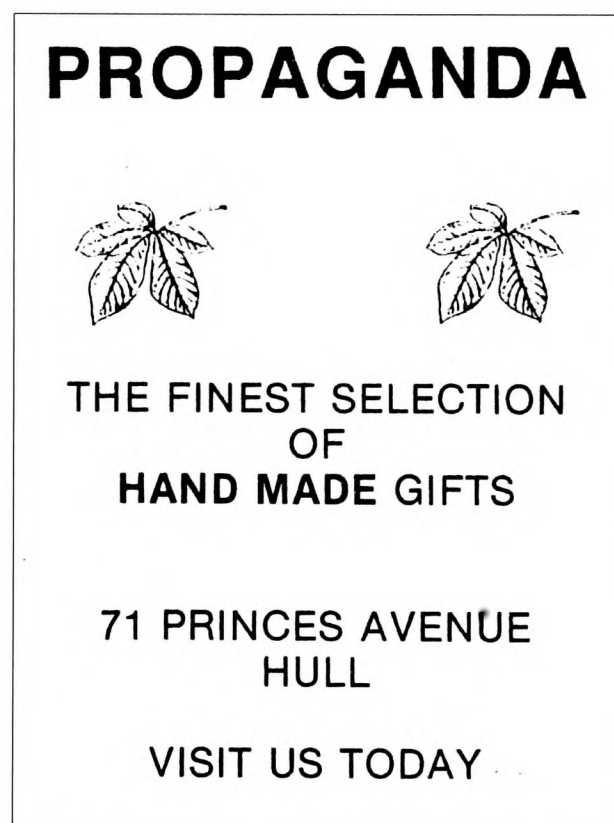 PROPAGANDA
THE FINEST SELECTION
OF
HAND MADE GIFTS
71 PRINCES AVENUE
HULL
VISIT US TODAY